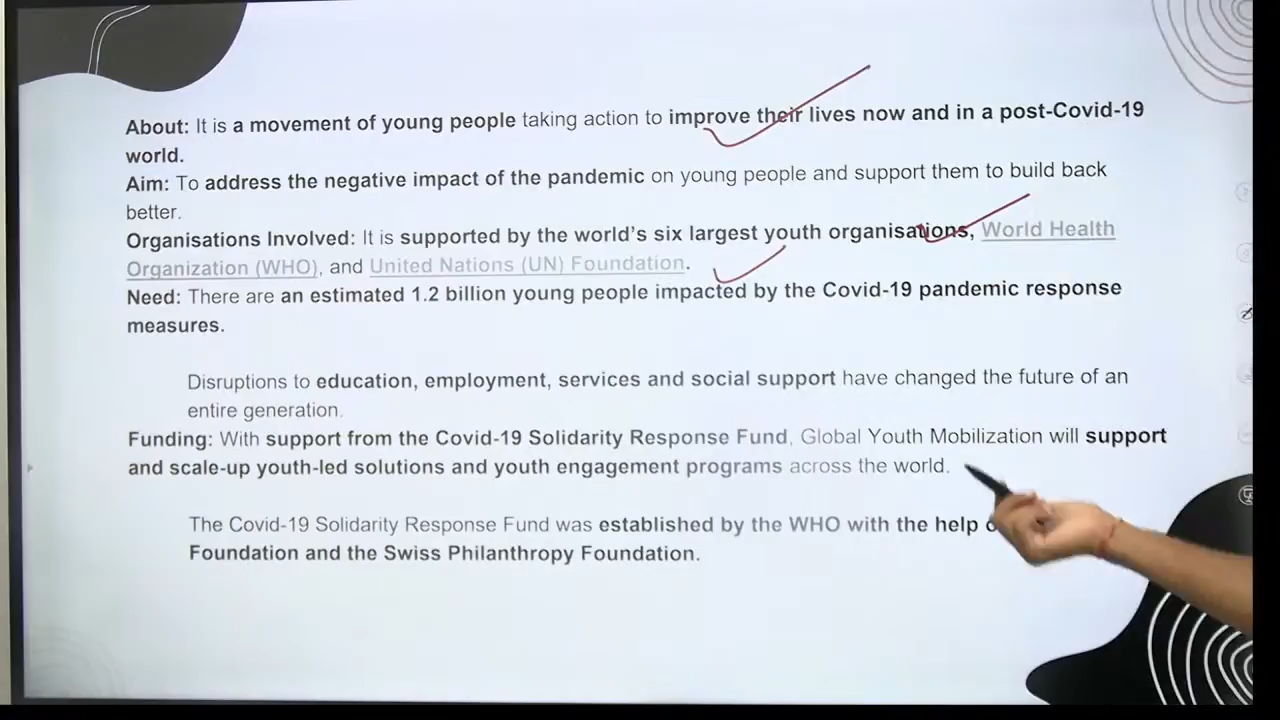 About: It is a movement of young people taking action to improve their lives now and in a post-Covid-19
world.
Aim: To address the negative impact of the pandemic on young people and support them to build back
better.
Organisations Involved: It is supported by the world's six largest youth organisations, World Health
Organization (WHO), and United Nations (UN) Foundation.
Need: There are an estimated 1.2 billion young people impacted by the Covid-19 pandemic response
measures.
Disruptions to education, employment, services and social support have changed the future of an
entire generation.
Funding: With support from the Covid-19 Solidarity Response Fund, Global Youth Mobilization will support
and scale-up youth-led solutions and youth engagement programs across the world.
The Covid-19 Solidarity Response Fund was established by the WHO with the help
Foundation and the Swiss Philanthropy Foundation.